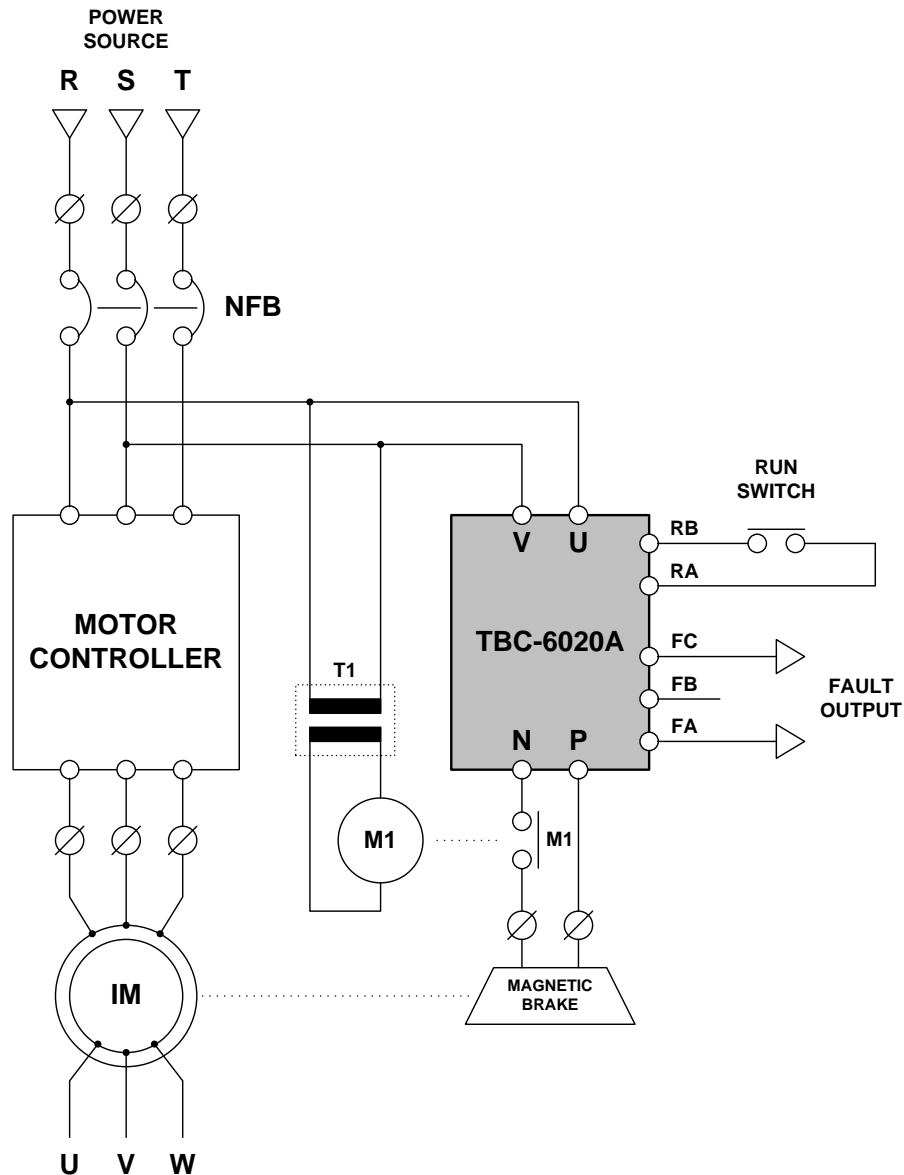 POWER
SOURCE
R S T
NFB
RUN
SWITCH
V U
RB
RA
MOTOR
CONTROLLER
TBC-6020A
T1
FC
FB
FA
FAULT
OUTPUT
N P
M1
M1
MAGNETIC
BRAKE
IM
U V W